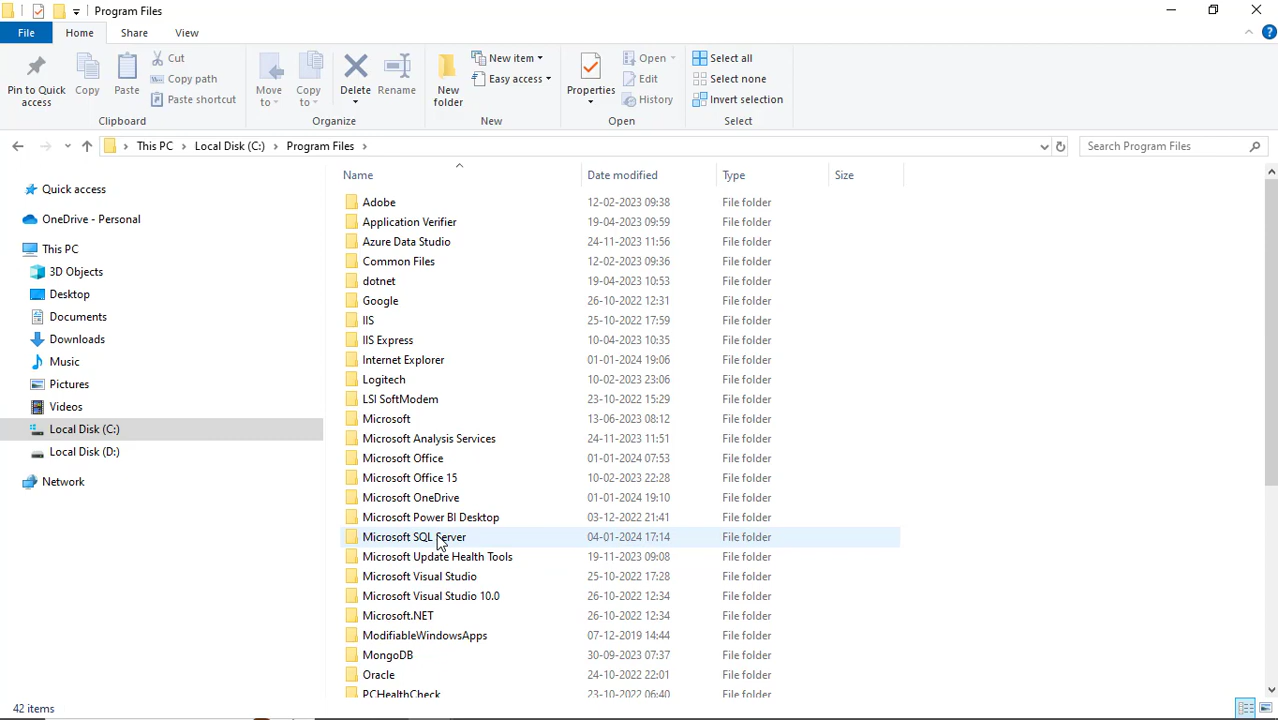 Program Files
File Home Share View
Pin to Quick access
Copy
Paste
Cut
Copy path
Paste shortcut
Clipboard
Move to
Copy to
Delete
Rename
Organize
New folder
New item
Easy access
New
Properties
Open
Edit
History
Open
Select all
Select none
Invert selection
Select
This PC Local Disk (C:) Program Files
Search Program Files
Quick access
OneDrive - Personal
This PC
3D Objects
Desktop
Documents
Downloads
Music
Pictures
Videos
Local Disk (C:)
Local Disk (D:)
Network
Name Date modified Type Size
Adobe 12-02-2023 09:38 File folder
Application Verifier 19-04-2023 09:59 File folder
Azure Data Studio 24-11-2023 11:56 File folder
Common Files 12-02-2023 09:36 File folder
dotnet 19-04-2023 10:53 File folder
Google 26-10-2022 12:31 File folder
IIS 25-10-2022 17:59 File folder
IIS Express 10-04-2023 10:35 File folder
Internet Explorer 01-01-2024 19:06 File folder
Logitech 10-02-2023 23:06 File folder
LSI SoftModem 23-10-2022 15:29 File folder
Microsoft 13-06-2023 08:12 File folder
Microsoft Analysis Services 24-11-2023 11:51 File folder
Microsoft Office 01-01-2024 07:53 File folder
Microsoft Office 15 10-02-2023 22:28 File folder
Microsoft OneDrive 01-01-2024 19:10 File folder
Microsoft Power BI Desktop 03-12-2022 21:41 File folder
Microsoft SQL Server 04-01-2024 17:14 File folder
Microsoft Update Health Tools 19-11-2023 09:08 File folder
Microsoft Visual Studio 25-10-2022 17:28 File folder
Microsoft Visual Studio 10.0 26-10-2022 12:34 File folder
Microsoft.NET 26-10-2022 12:34 File folder
ModifiableWindowsApps 07-12-2019 14:44 File folder
MongoDB 30-09-2023 07:37 File folder
Oracle 24-10-2022 22:01 File folder
PCHealthCheck 23-10-2022 06:40 File folder
42 items